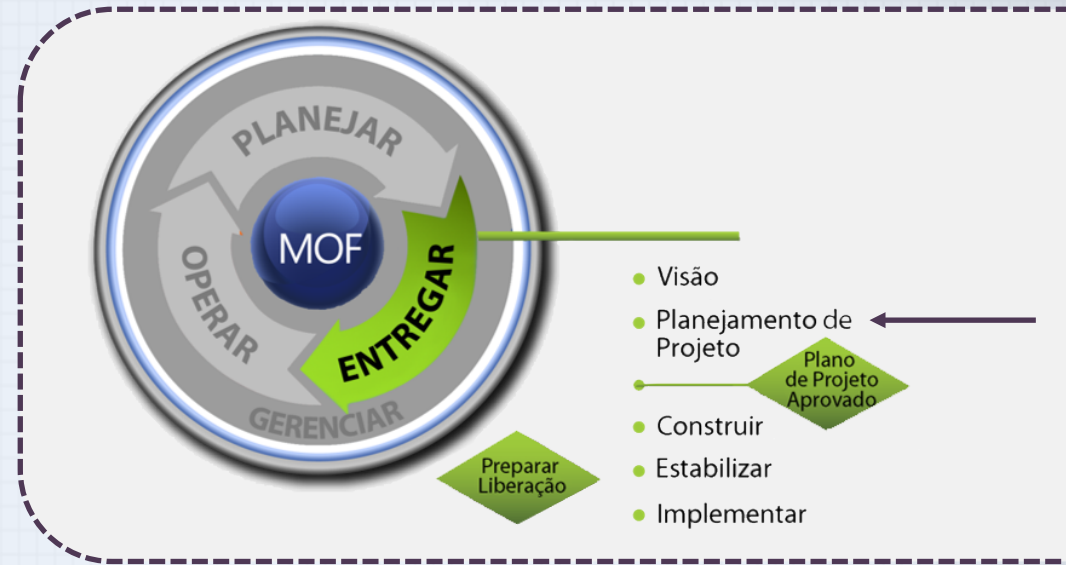 PLANEJAR
MOF
OPERAR
ENTREGAR
GERENCIAR
Visão
Planejamento de
Projeto
Plano
de Projeto
Aprovado
Construir
Preparar
Liberação
Estabilizar
Implementar